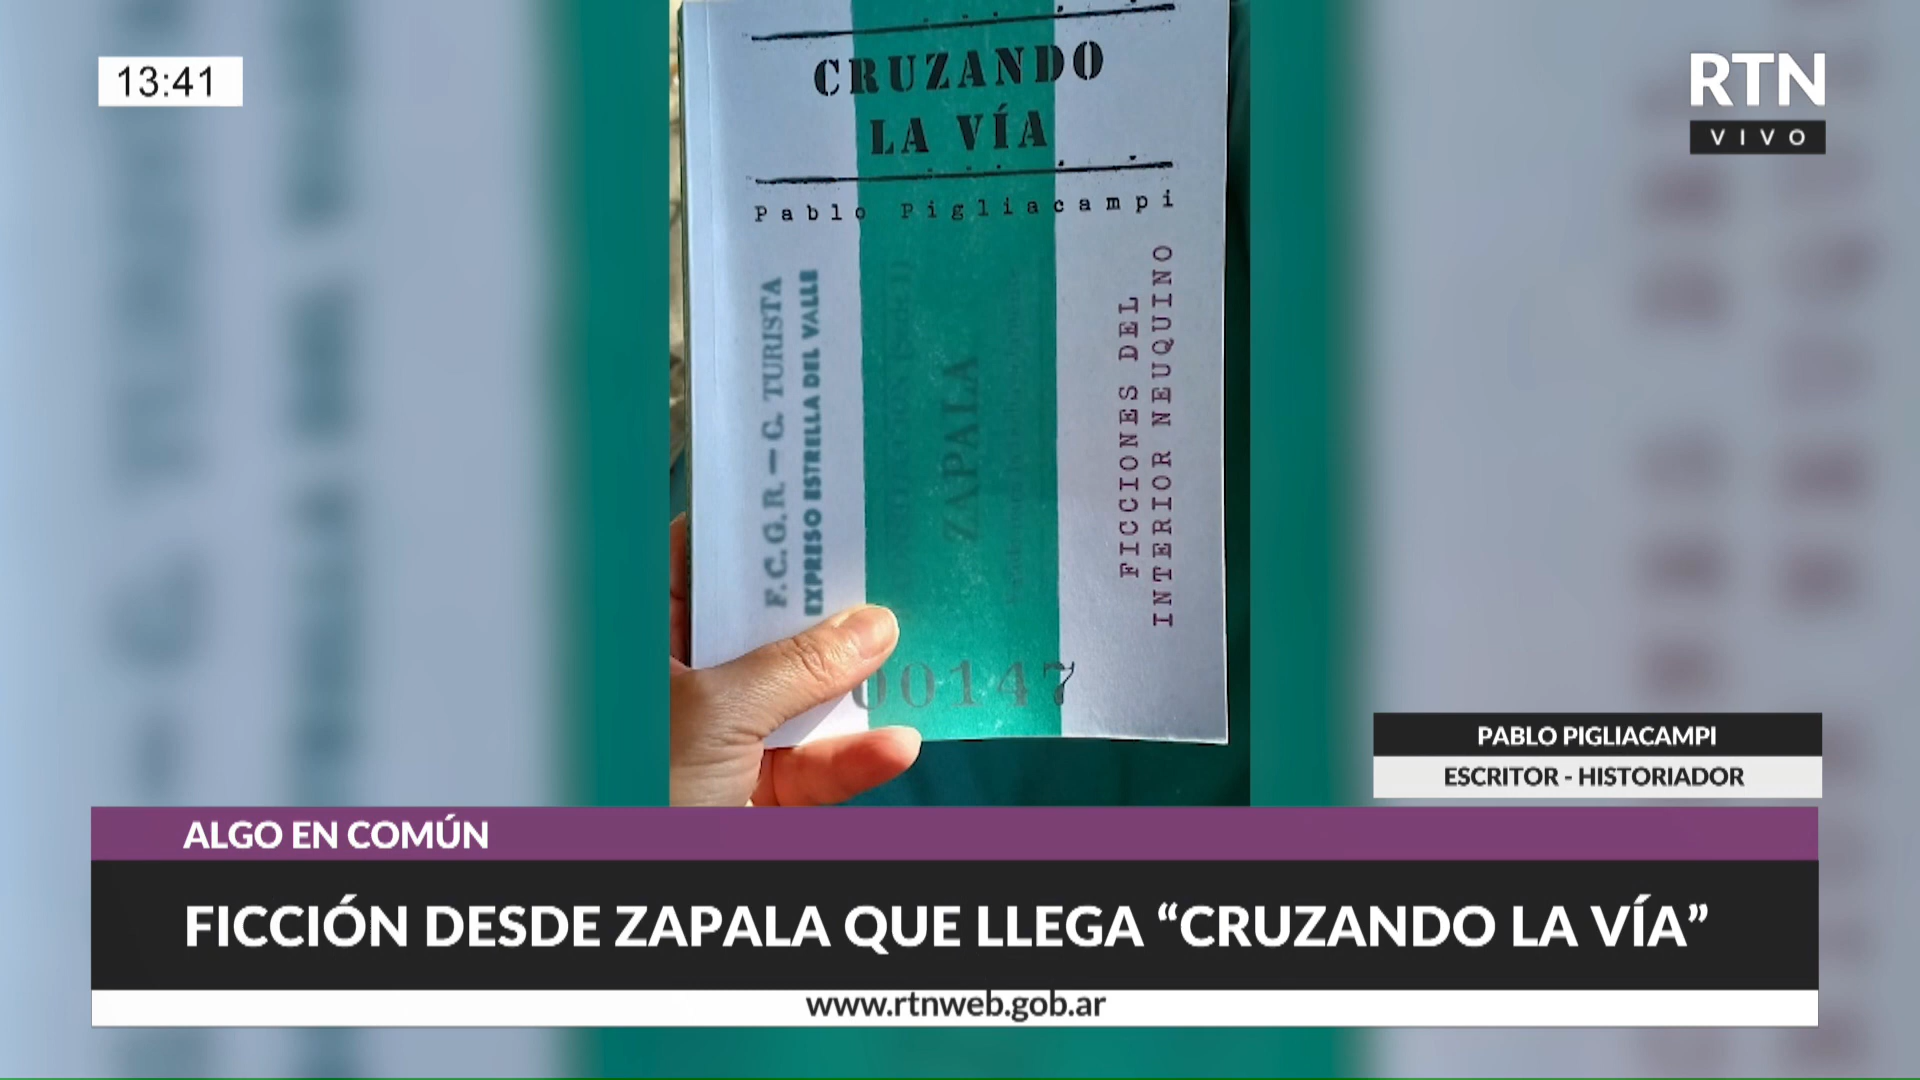 13:41
RTN
VIVO
CRUZANDO
LA VÍA
Pablo Pigliacampi
F.C.G.R. — C. TURISTA
EXPRESO ESTRELLA DEL VALLE
ZAPALA
FICCIONES DEL
INTERIOR NEUQUINO
00147
PABLO PIGLIACAMPI
ESCRITOR - HISTORIADOR
ALGO EN COMÚN
FICCIÓN DESDE ZAPALA QUE LLEGA “CRUZANDO LA VÍA”
www.rtnweb.gob.ar